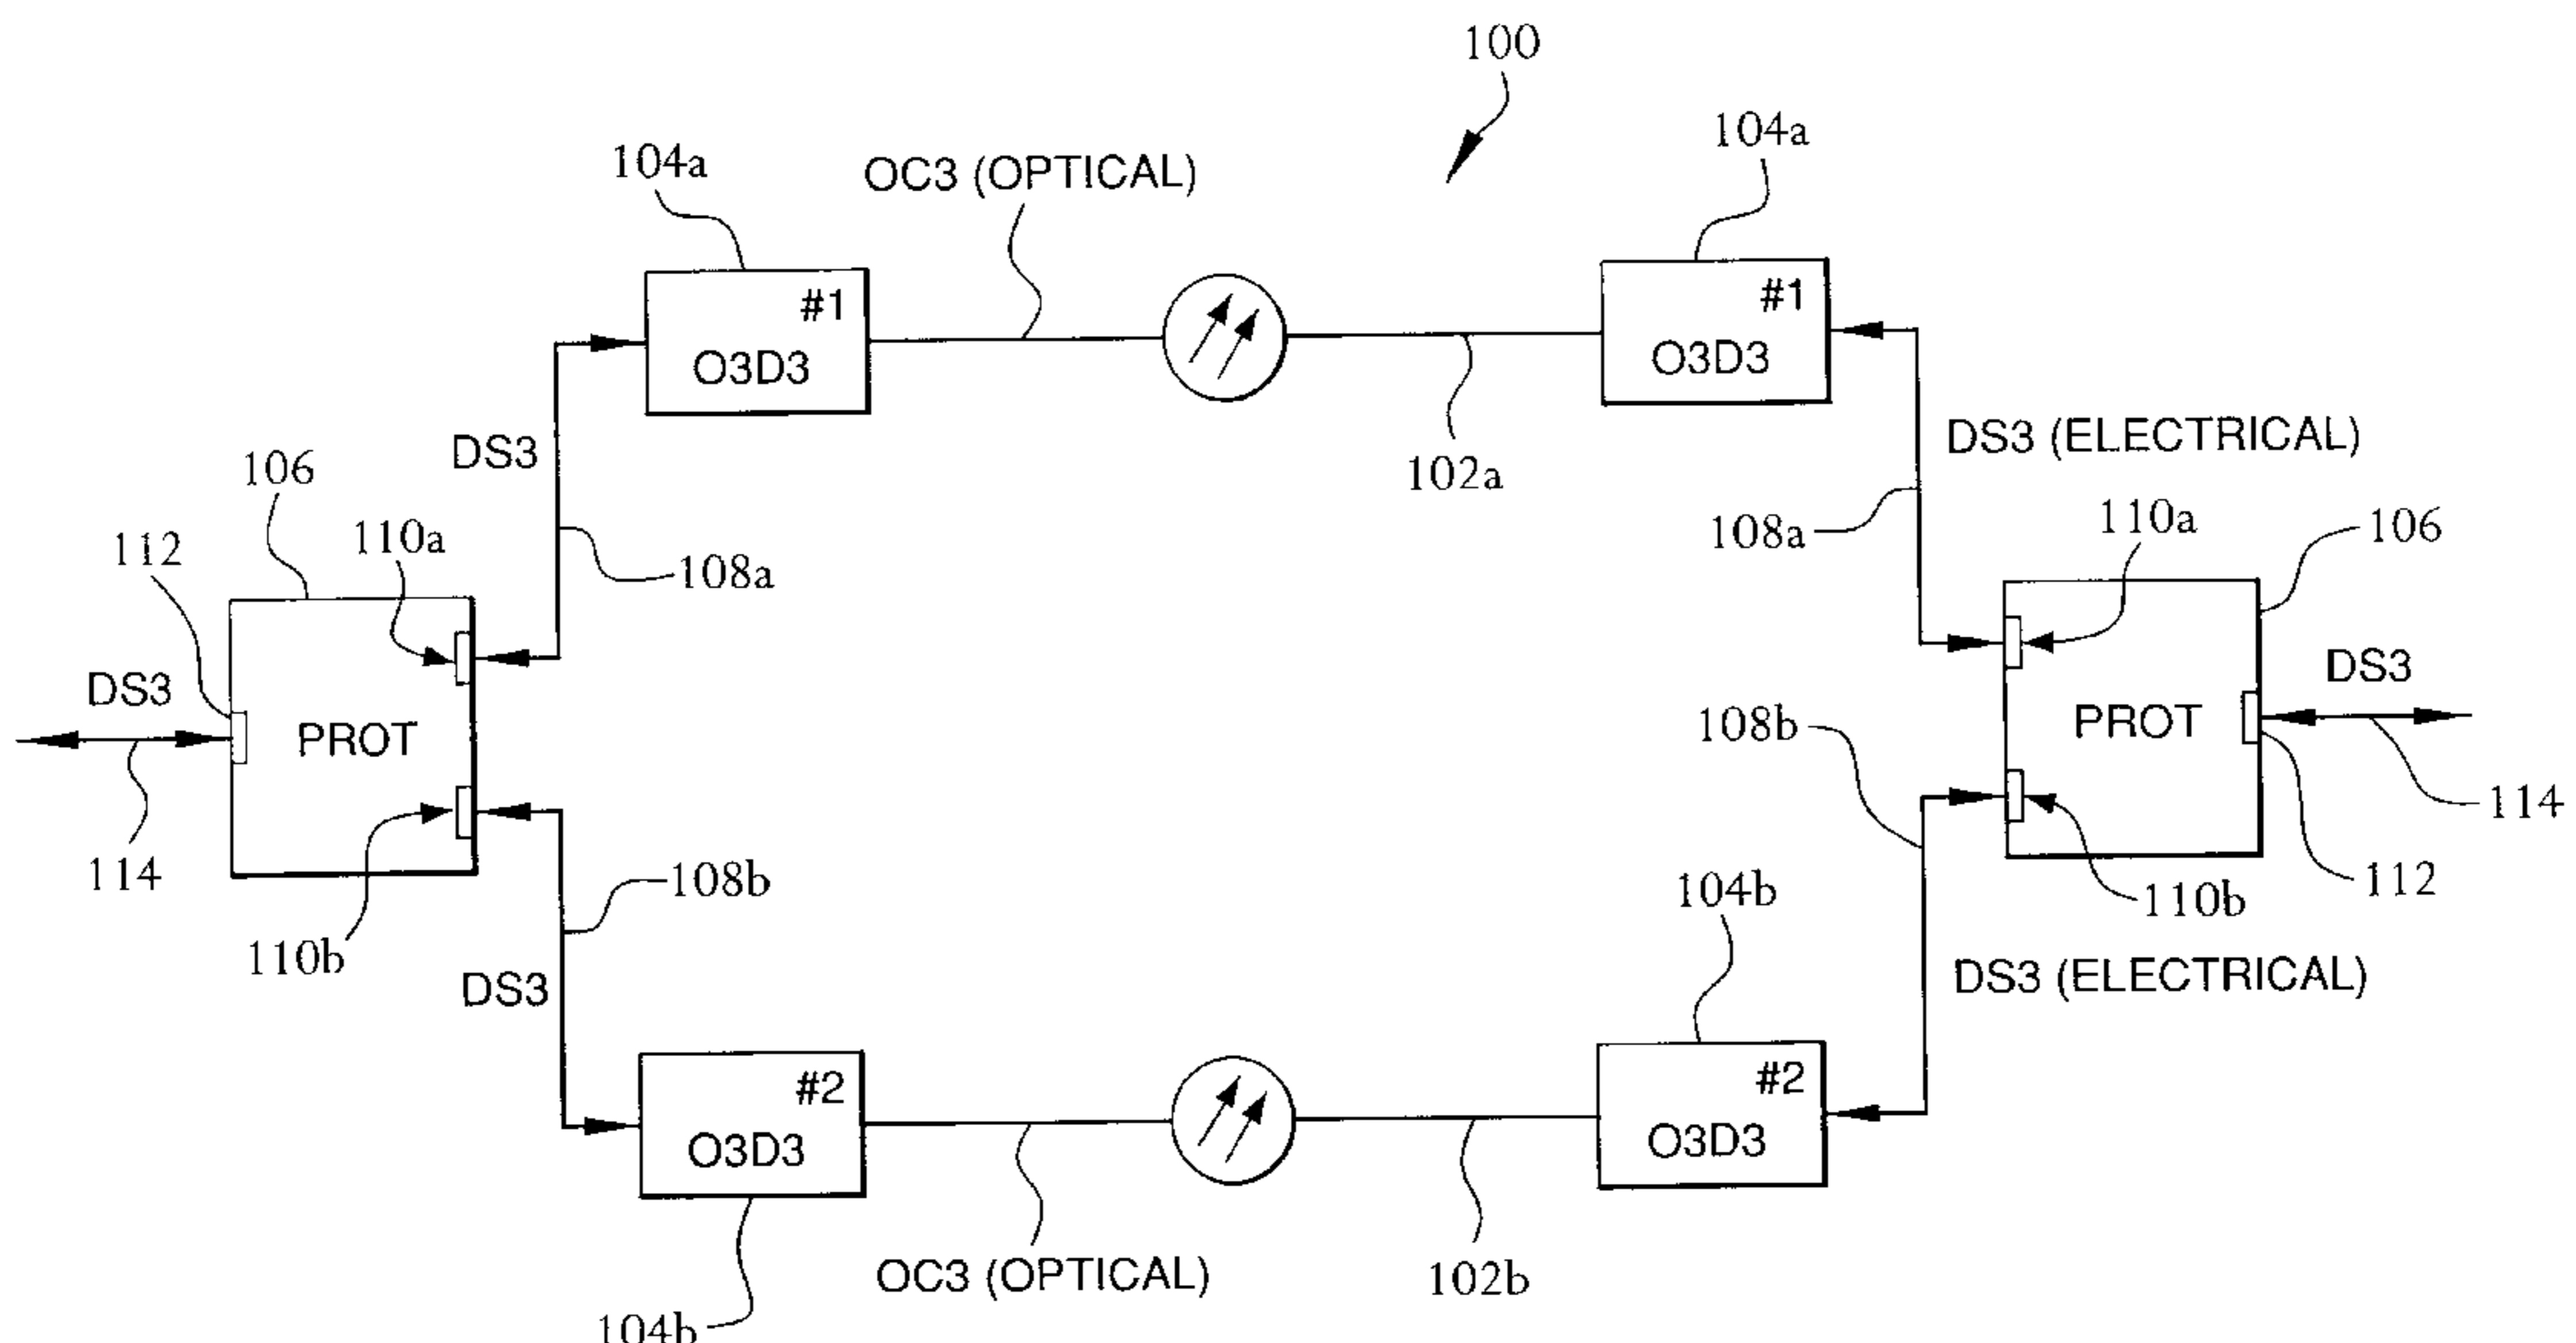 100
104a
104a
OC3 (OPTICAL)
#1
O3D3
#1
O3D3
DS3
DS3 (ELECTRICAL)
102a
106
108a
110a
106
112
110a
108a
DS3
DS3
PROT
PROT
108b
114
114
108b
104b
112
110b
110b
DS3
DS3 (ELECTRICAL)
#2
O3D3
#2
O3D3
OC3 (OPTICAL)
102b
104b